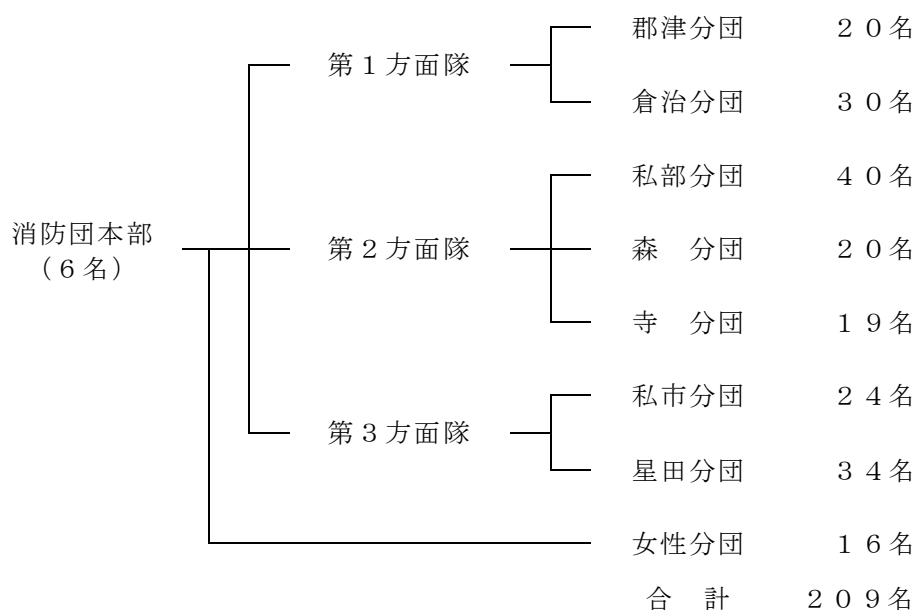 郡津分団 20名
第1方面隊
倉治分団 30名
私部分団 40名
消防団本部
(6名)
第2方面隊
森 分団 20名
寺 分団 19名
私市分団 24名
第3方面隊
星田分団 34名
女性分団 16名
合 計 209名